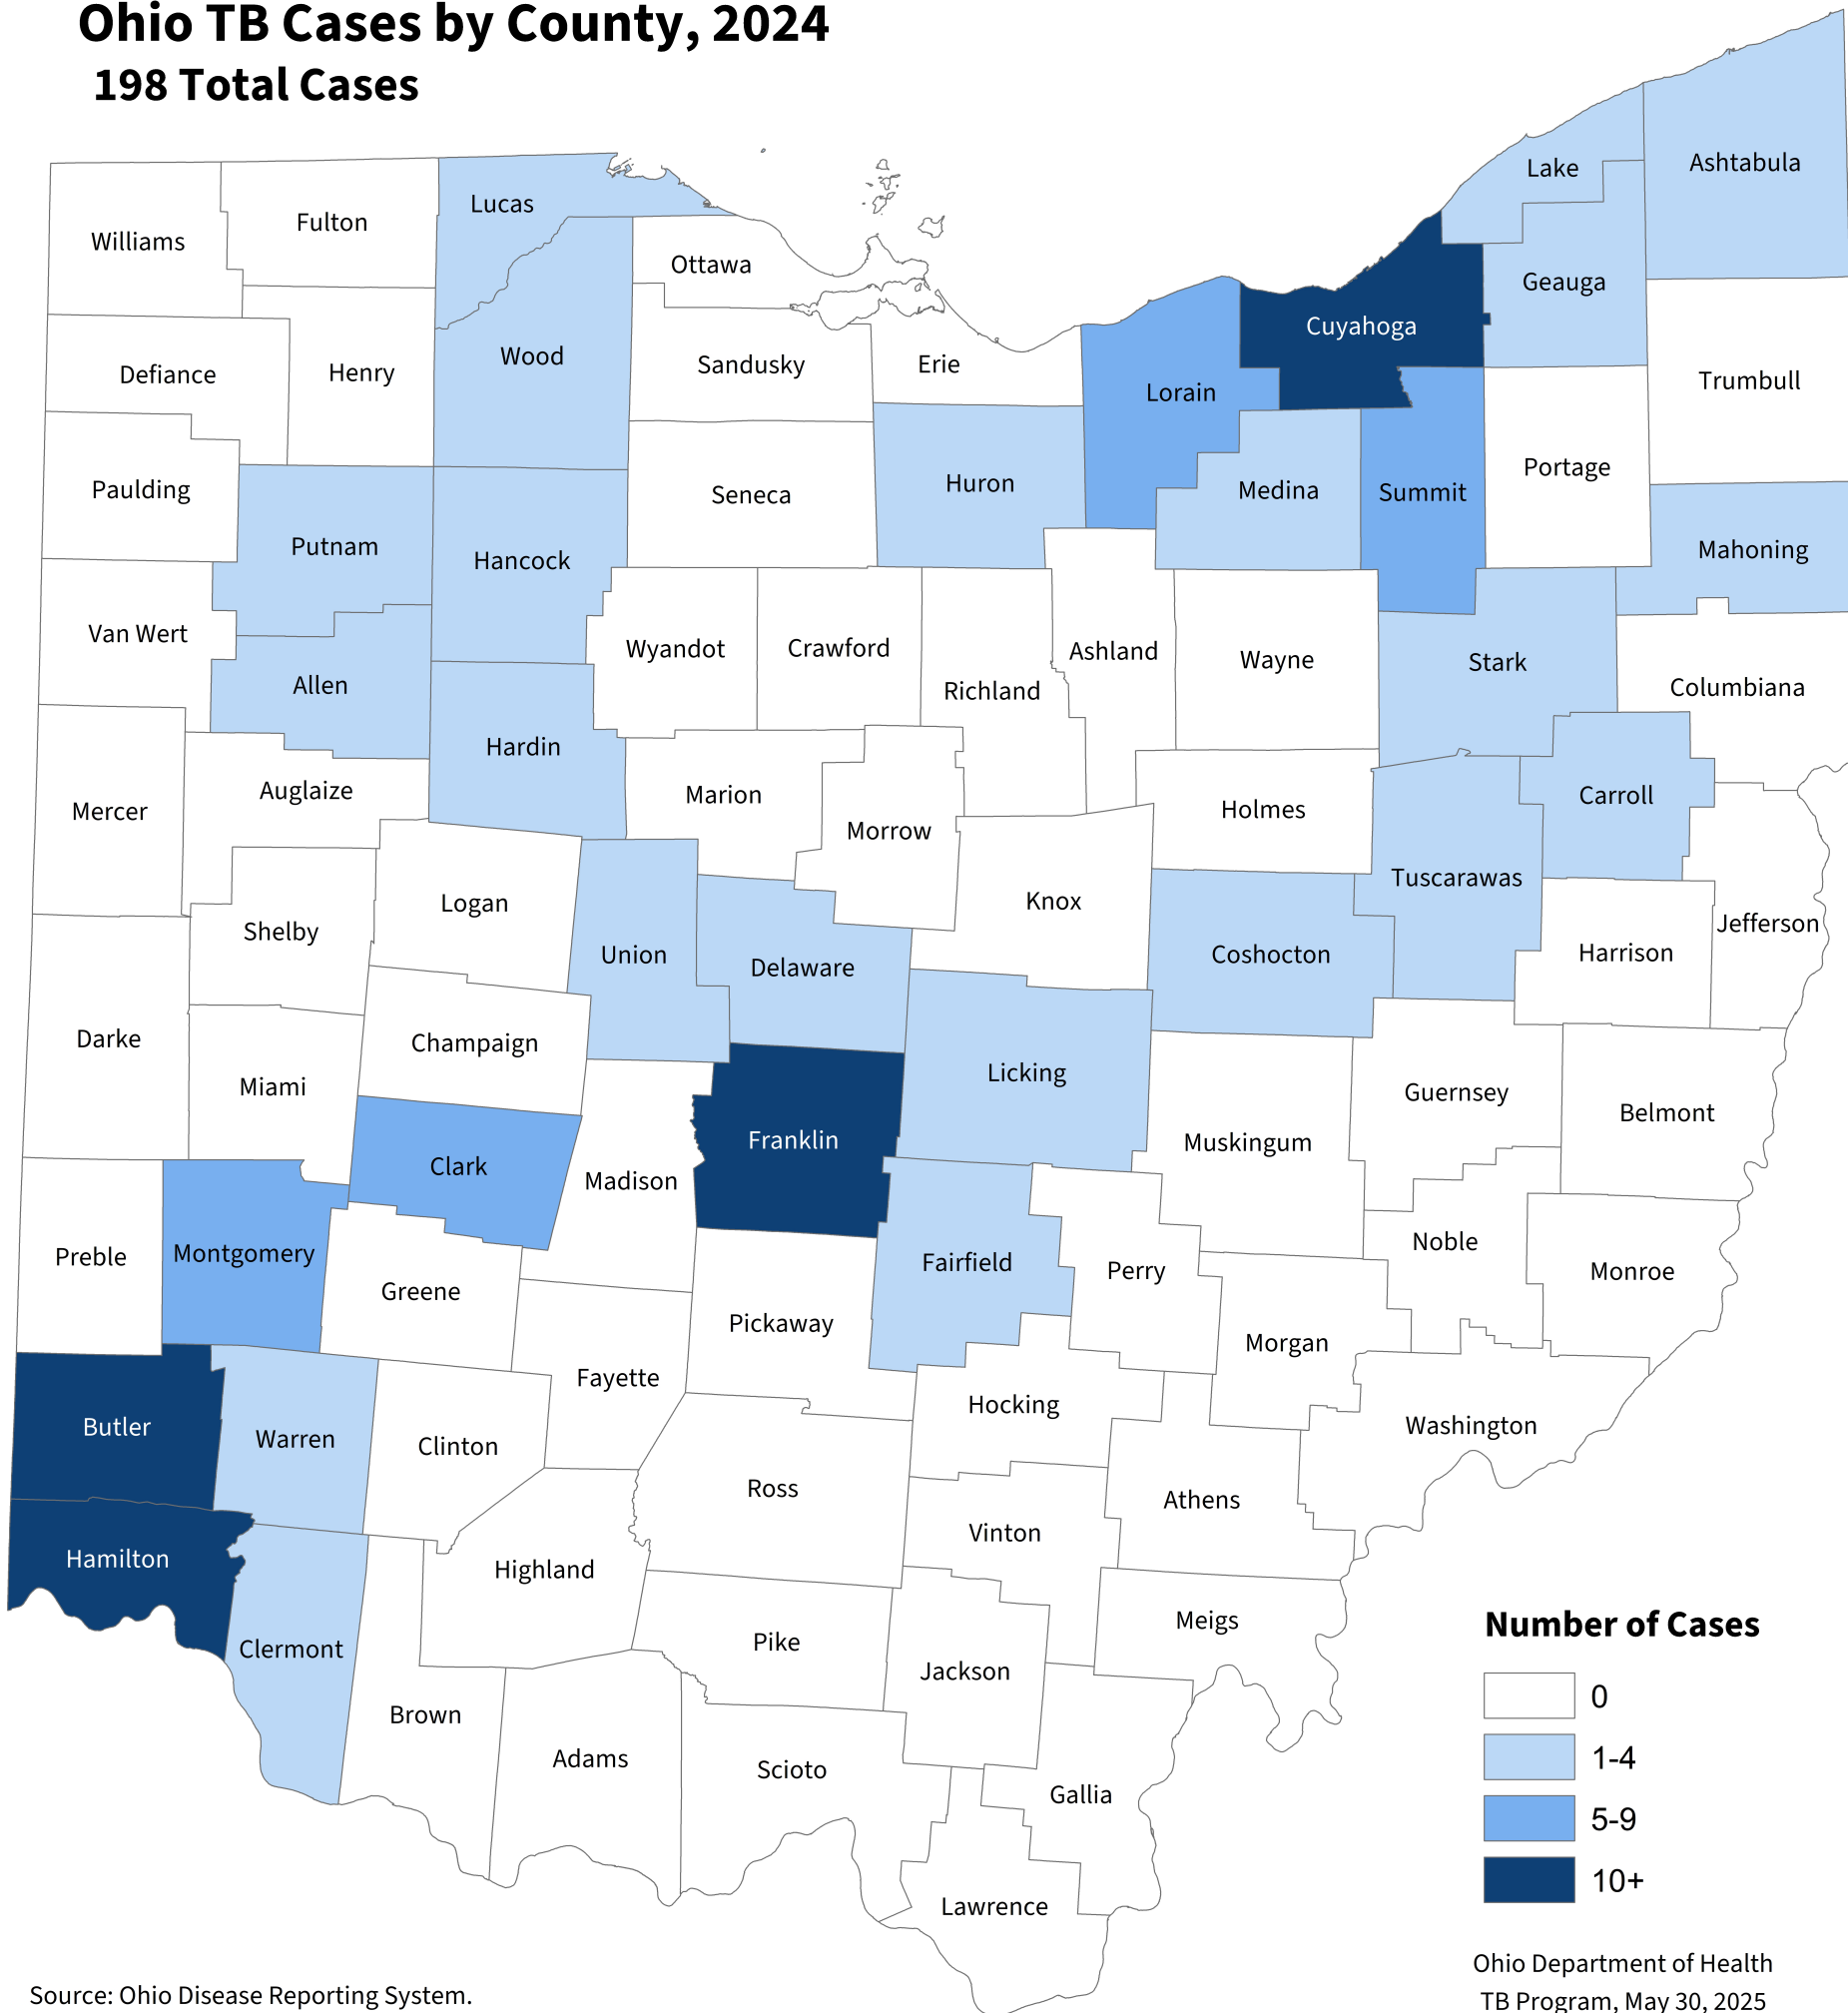 Ohio TB Cases by County, 2024
198 Total Cases
Lake
Ashtabula
Lucas
Fulton
Williams
Ottawa
Geauga
Cuyahoga
Wood
Sandusky
Erie
Defiance
Henry
Trumbull
Lorain
Portage
Huron
Paulding
Medina
Summit
Seneca
Putnam
Mahoning
Hancock
Van Wert
Wyandot
Crawford
Ashland
Wayne
Stark
Allen
Columbiana
Richland
Hardin
Auglaize
Marion
Carroll
Holmes
Mercer
Morrow
Tuscarawas
Logan
Knox
Jefferson
Shelby
Harrison
Union
Coshocton
Delaware
Darke
Champaign
Licking
Miami
Guernsey
Belmont
Franklin
Muskingum
Clark
Madison
Noble
Montgomery
Preble
Fairfield
Perry
Monroe
Greene
Pickaway
Morgan
Fayette
Hocking
Washington
Butler
Warren
Clinton
Ross
Athens
Vinton
Hamilton
Highland
Meigs
Number of Cases
Pike
Clermont
Jackson
0
Brown
Adams
1-4
Scioto
Gallia
5-9
10+
Lawrence
Ohio Department of Health
Source: Ohio Disease Reporting System.
TB Program, May 30, 2025